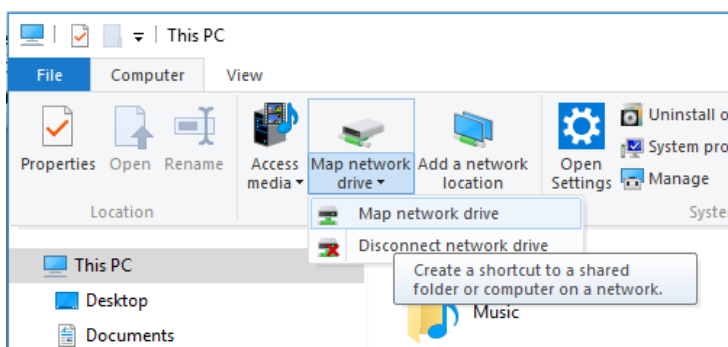 This PC
File
Computer
View
Properties
Open
Rename
Access
media
Map network
drive
Add a network
location
Open
Settings
Uninstall o
System pro
Manage
Location
Syste
Map network drive
Disconnect network drive
Create a shortcut to a shared
folder or computer on a network.
This PC
Desktop
Documents
Music